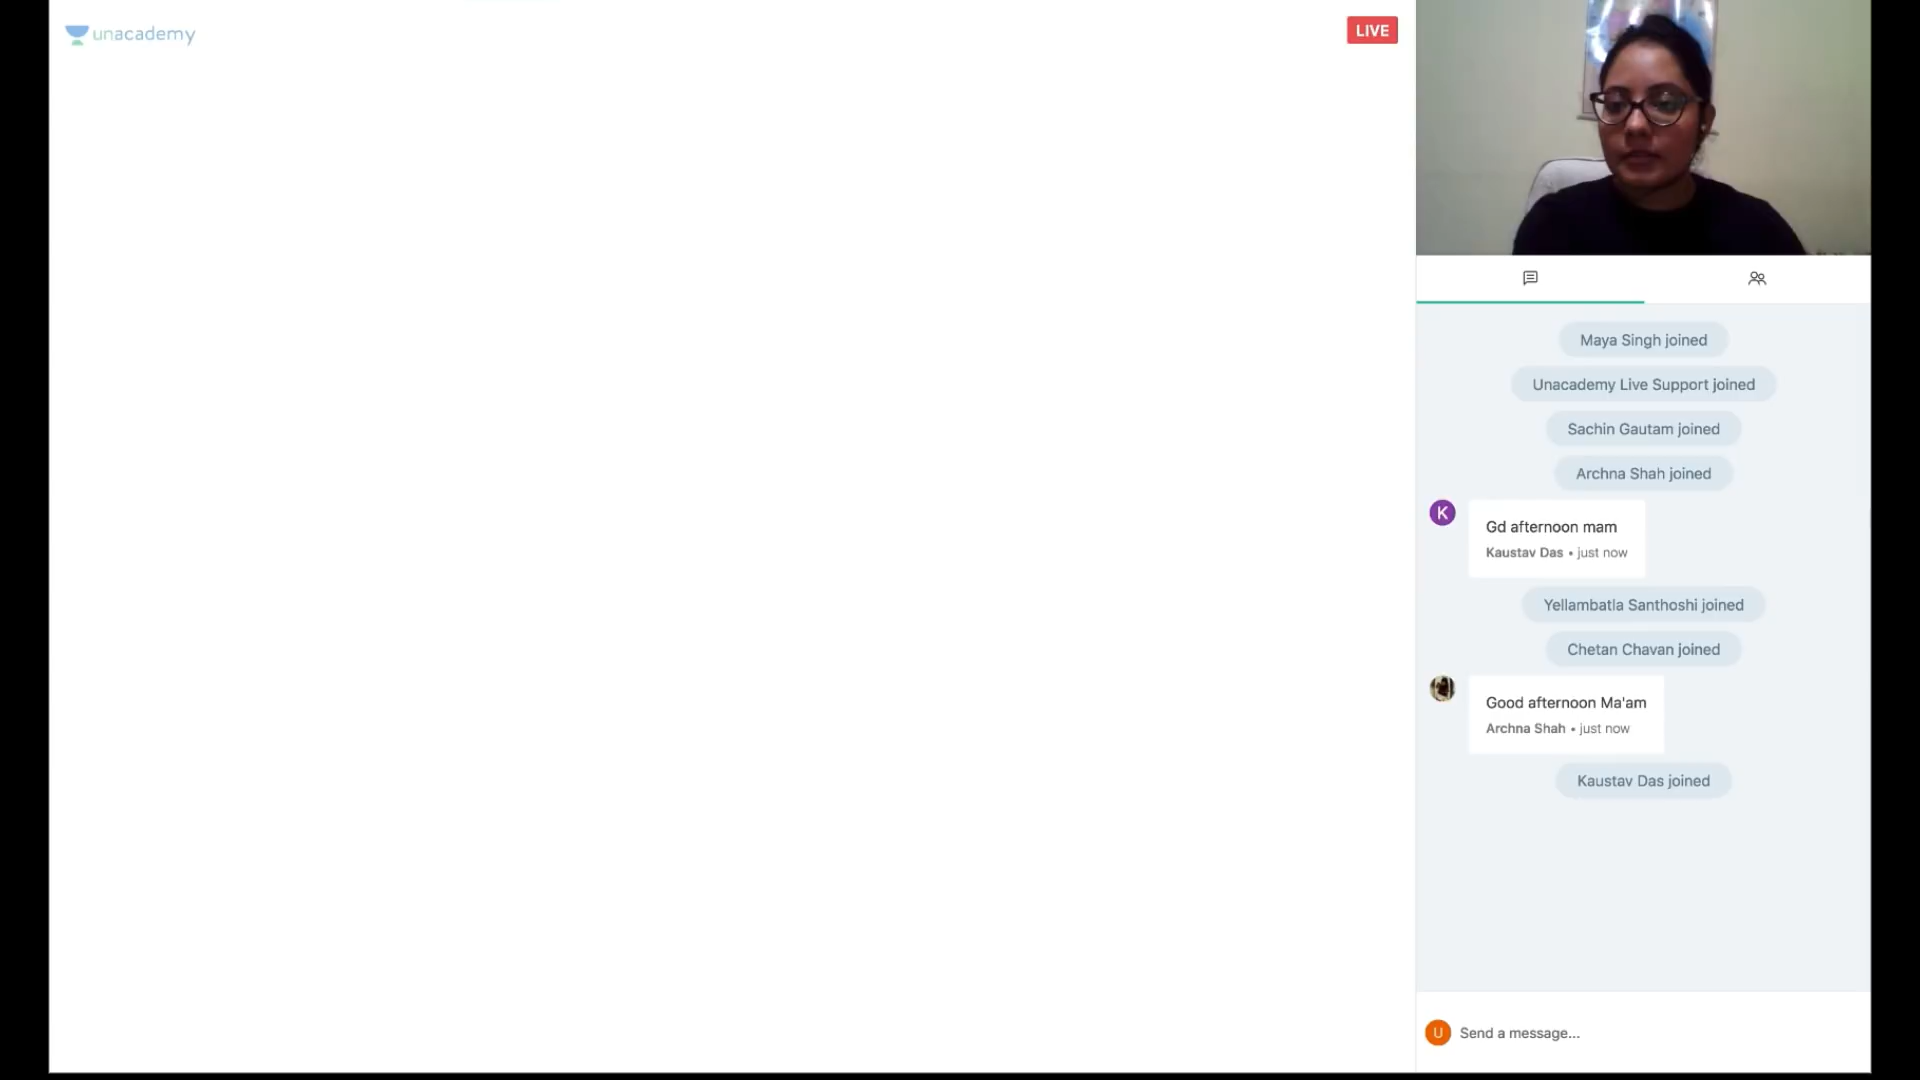 unacademy
LIVE
Maya Singh joined
Unacademy Live Support joined
Sachin Gautam joined
Archna Shah joined
K
Gd afternoon mam
Kaustav Das • just now
Yellambatla Santhoshi joined
Chetan Chavan joined
Good afternoon Ma'am
Archna Shah • just now
Kaustav Das joined
U
Send a message...